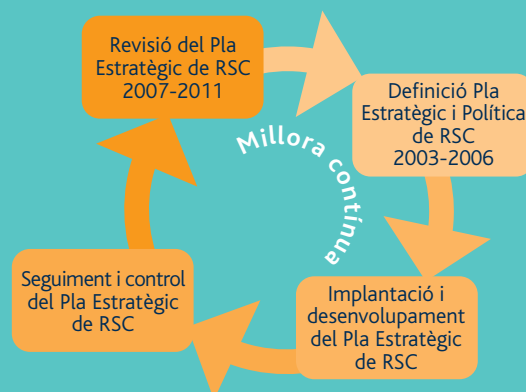 Revisió del Pla
Estratègic de RSC
2007-2011
Definició Pla
Estratègic i Política
de RSC
2003-2006
Millora contínua
Implantació i
desenvolupament
del Pla Estratègic
de RSC
Seguiment i control
del Pla Estratègic
de RSC